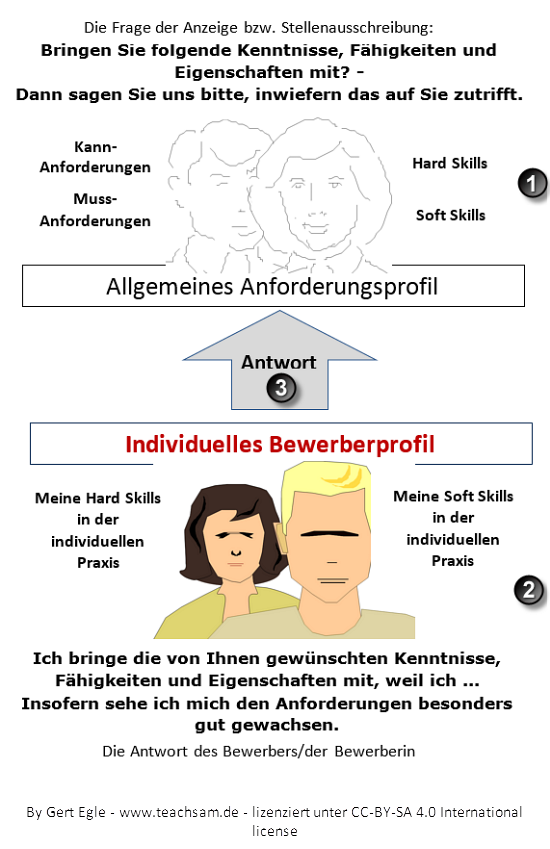 Die Frage der Anzeige bzw. Stellenausschreibung:
Bringen Sie folgende Kenntnisse, Fähigkeiten und
Eigenschaften mit? -
Dann sagen Sie uns bitte, inwiefern das auf Sie zutrifft.
Kann-
Anforderungen
Muss-
Anforderungen
Hard Skills
Soft Skills
1
Allgemeines Anforderungsprofil
Antwort
3
Individuelles Bewerberprofil
Meine Hard Skills
in der
individuellen
Praxis
Meine Soft Skills
in der
individuellen
Praxis
2
Ich bringe die von Ihnen gewünschten Kenntnisse,
Fähigkeiten und Eigenschaften mit, weil ich ...
Insofern sehe ich mich den Anforderungen besonders
gut gewachsen.
Die Antwort des Bewerbers/der Bewerberin
By Gert Egle - www.teachsam.de - lizenziert unter CC-BY-SA 4.0 International
license